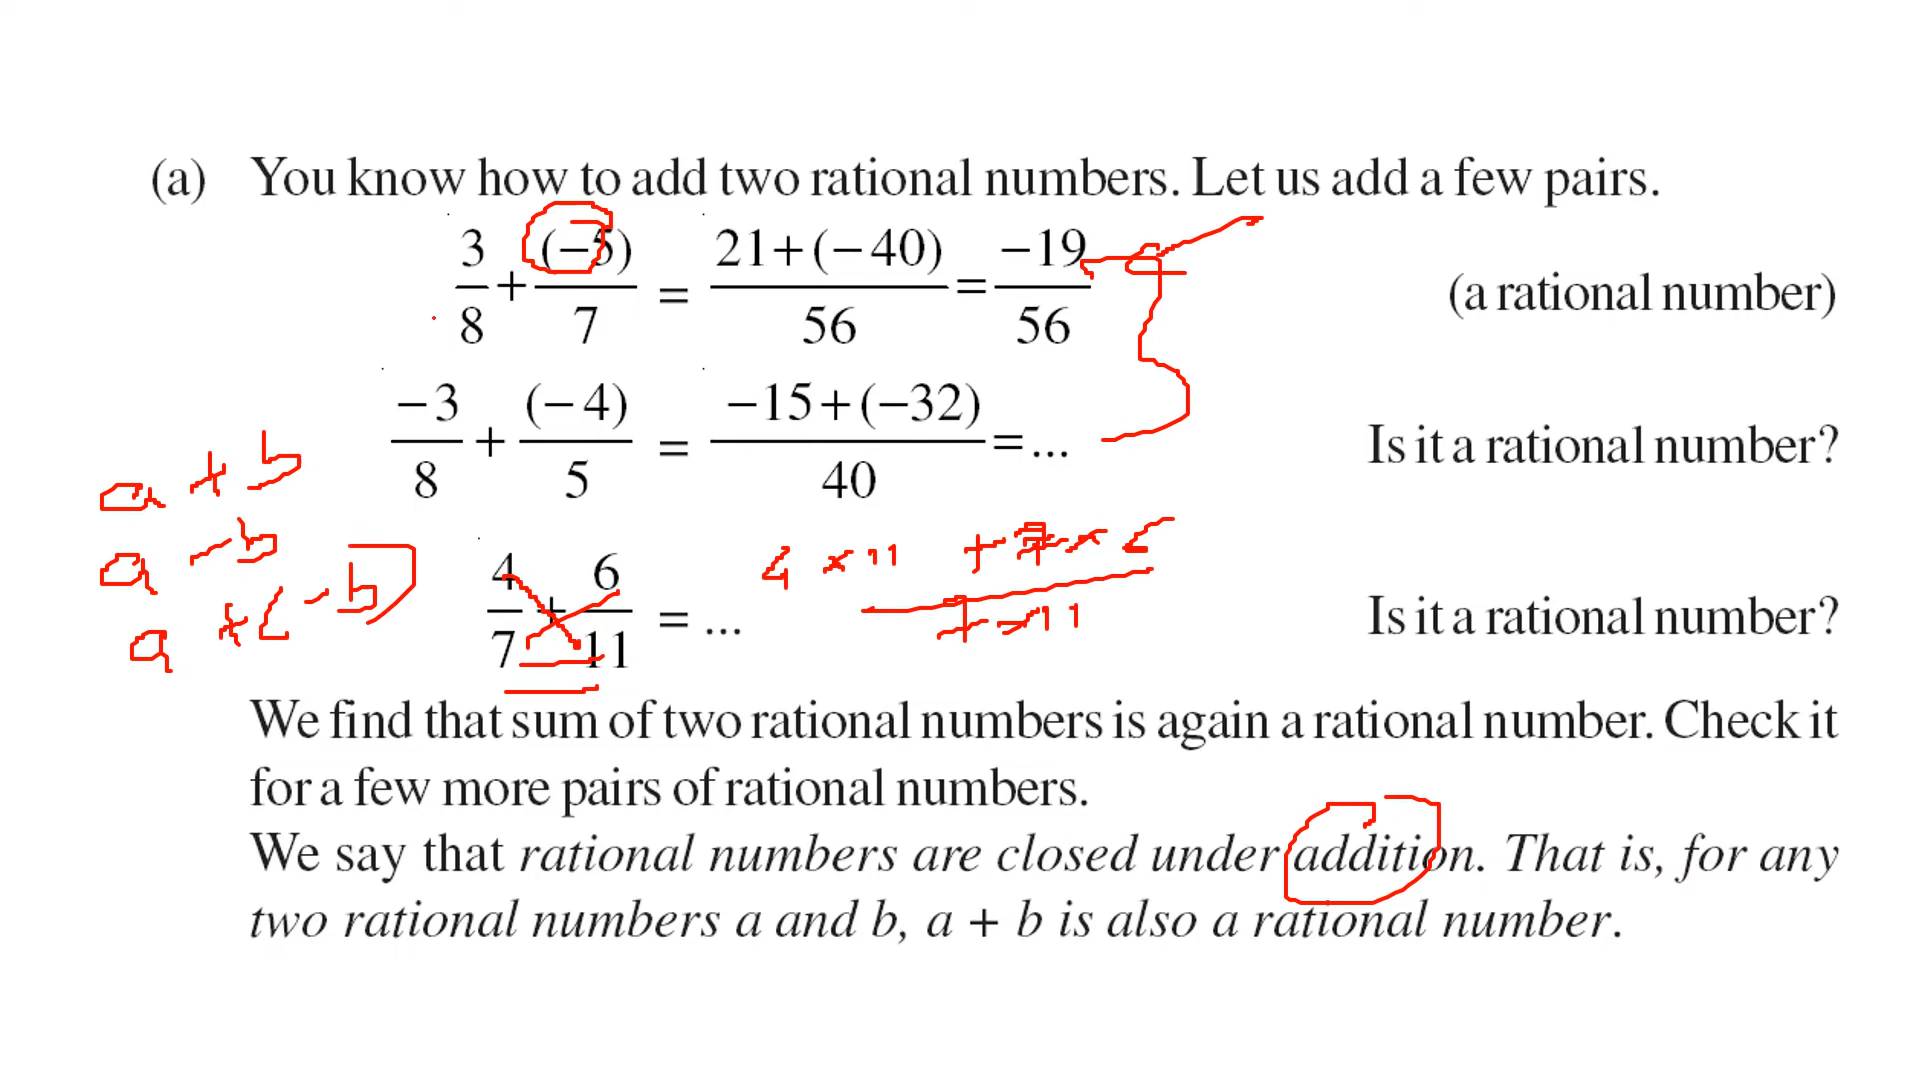 (a) You know how to add two rational numbers. Let us add a few pairs.
3/8 + (−5)/7 = 21+(−40)/56 = −19/56 (a rational number)
−3/8 + (−4)/5 = −15+(−32)/40 = ... Is it a rational number?
a + b
a − b
a + (−b)
4/7 + 6/11 = ... 4 × 11 + 7 × Is it a rational number?
We find that sum of two rational numbers is again a rational number. Check it
for a few more pairs of rational numbers.
We say that rational numbers are closed under addition. That is, for any
two rational numbers a and b, a + b is also a rational number.